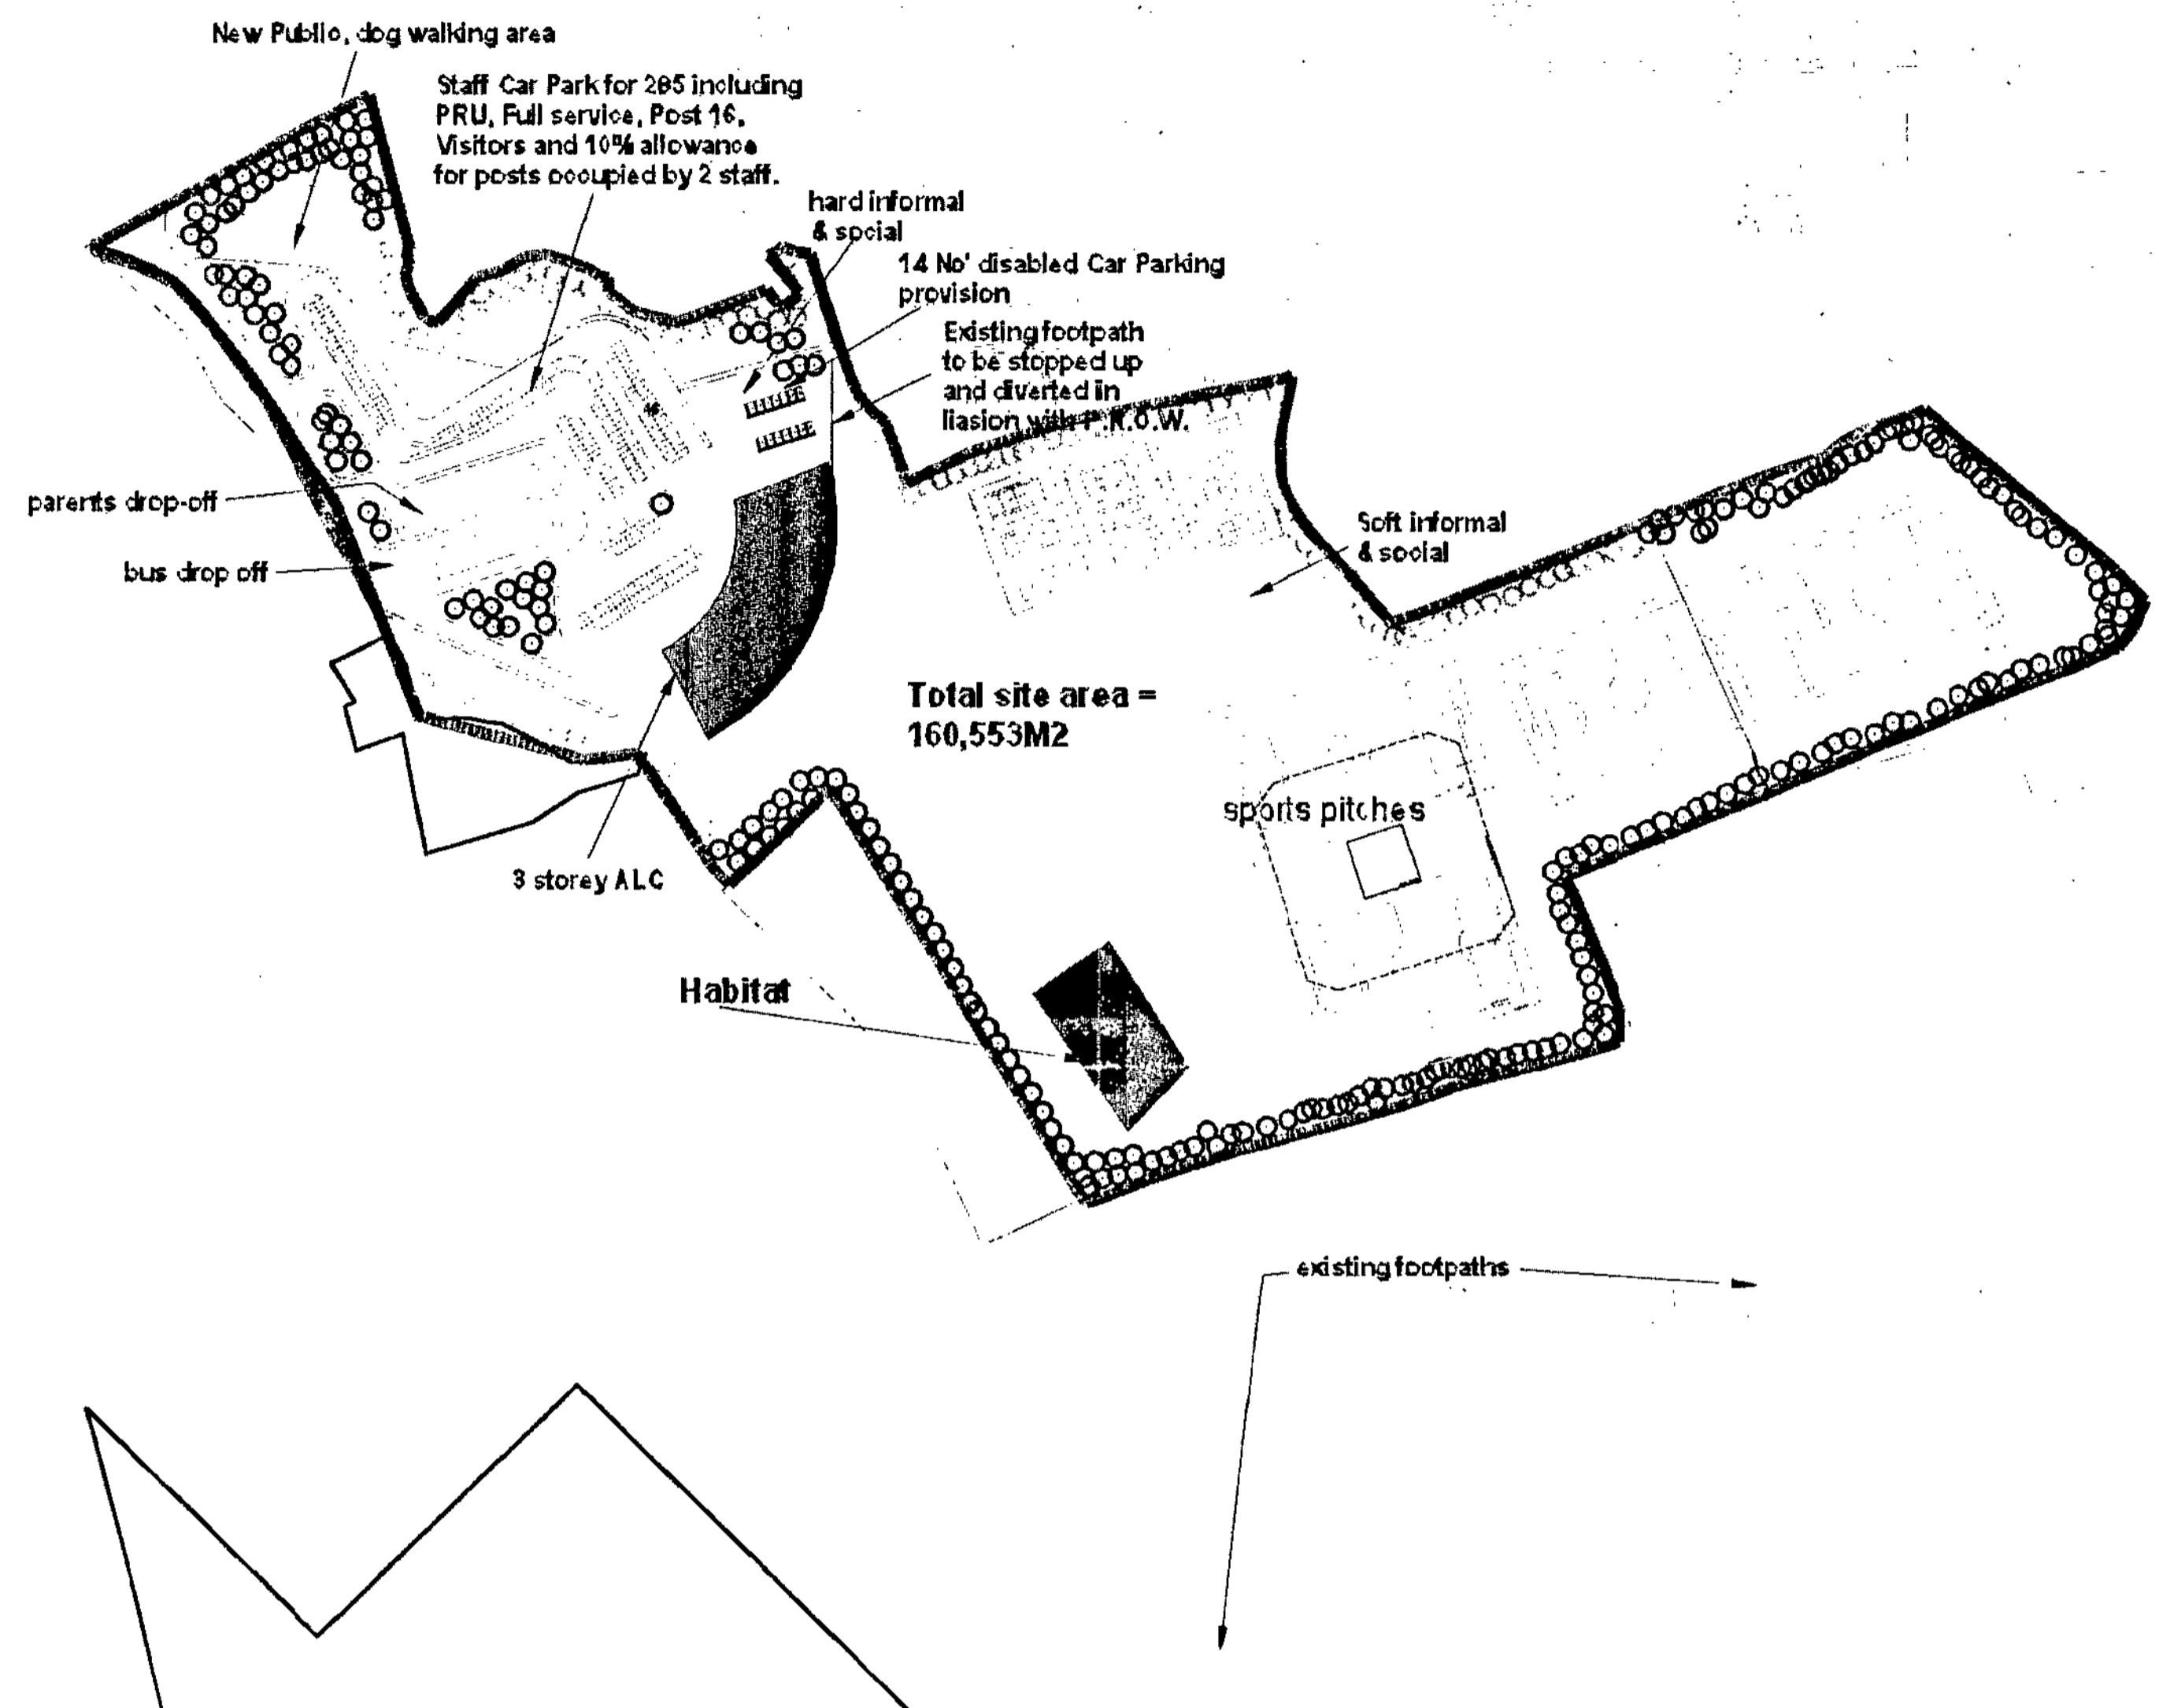 New Public, dog walking area
Staff Car Park for 285 including
PRU, Full service, Post 16,
Visitors and 10% allowance
for posts occupied by 2 staff.
hard informal
& social
14 No' disabled Car Parking
provision
Existing footpath
to be stopped up
and diverted in
liasion with P.R.O.W.
parents drop-off
bus drop off
Soft informal
& social
Total site area =
160,553M2
sports pitches
3 storey ALC
Habitat
existing footpaths